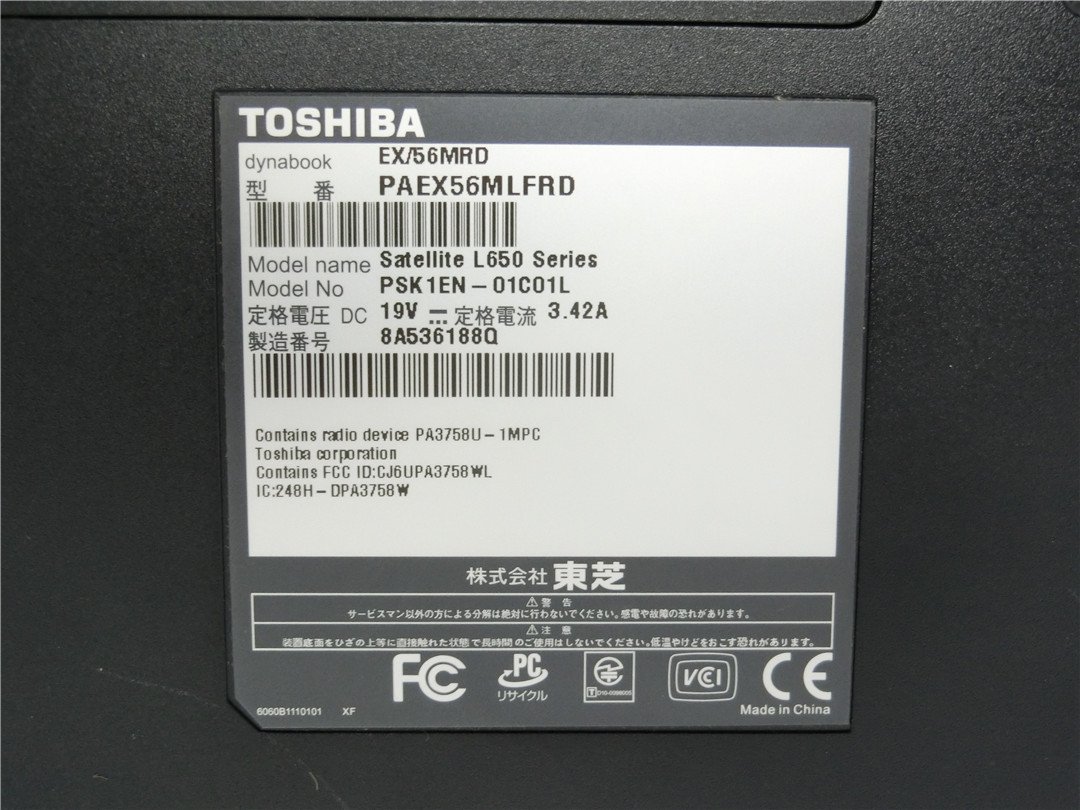 TOSHIBA
dynabook EX/56MRD
型 番 PAEX56MLFRD
Model name Satellite L650 Series
Model No PSK1EN-01C01L
定格電圧 DC 19V 定格電流 3.42A
製造番号 8A536188Q
Contains radio device PA3758U-1MPC
Toshiba corporation
Contains FCC ID:CJ6UPA3758WL
IC:248H-DPA3758W
株式会社 東芝
⚠警 告
サービスマン以外の方による分解は絶対に行わないでください。感電や故障の恐れがあります。
⚠注 意
装置底面をひざの上等に直接触れた状態で長時間のご使用はしないでください。低温やけどをおこす恐れがあります。
FC PC リサイクル T D10-0098005 VCI CE
6060B1110101 XF Made in China